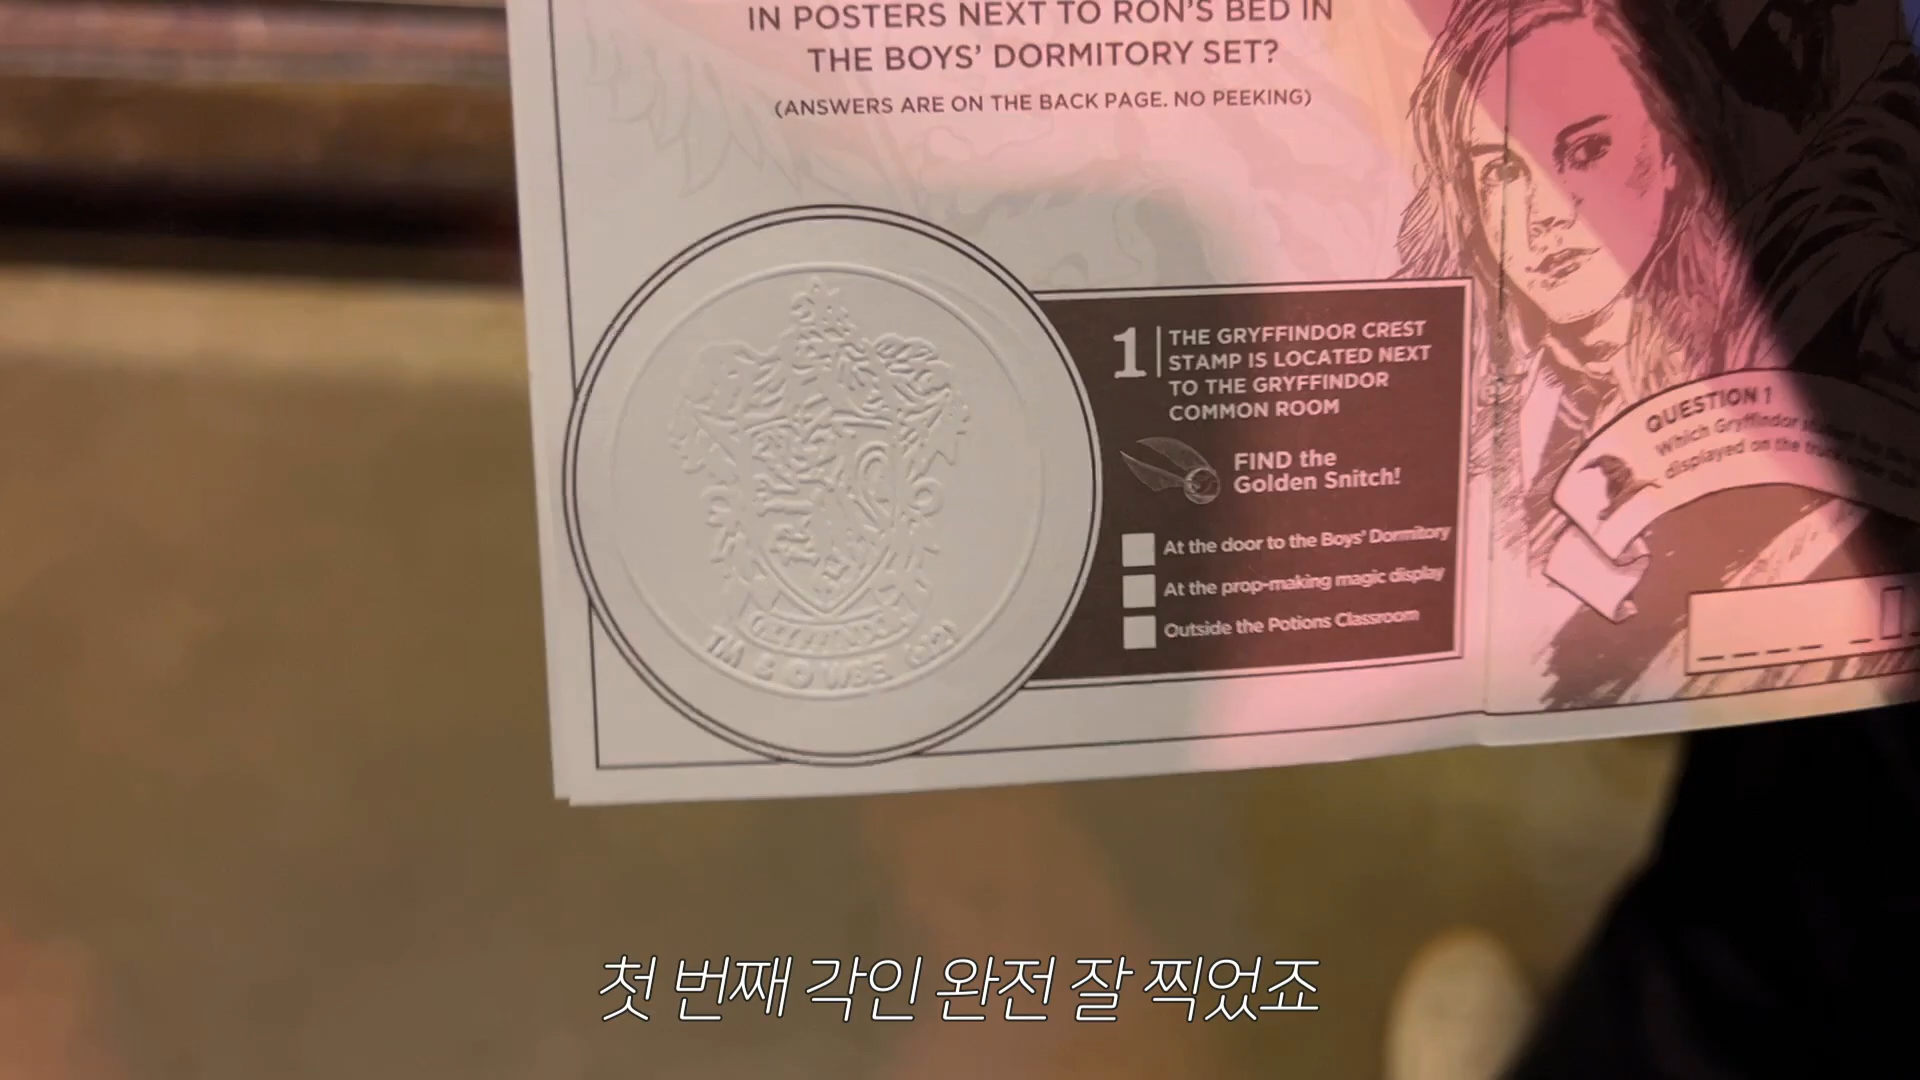 IN POSTERS NEXT TO RON'S BED IN
THE BOYS' DORMITORY SET?
(ANSWERS ARE ON THE BACK PAGE. NO PEEKING)
1
THE GRYFFINDOR CREST
STAMP IS LOCATED NEXT
TO THE GRYFFINDOR
COMMON ROOM
FIND the
Golden Snitch!
At the door to the Boys' Dormitory
At the prop-making magic display
Outside the Potions Classroom
GRYFFINDOR
TM & © WBE
QUESTION 1
Which Gryffindor
displayed on the
첫 번째 각인 완전 잘 찍었죠